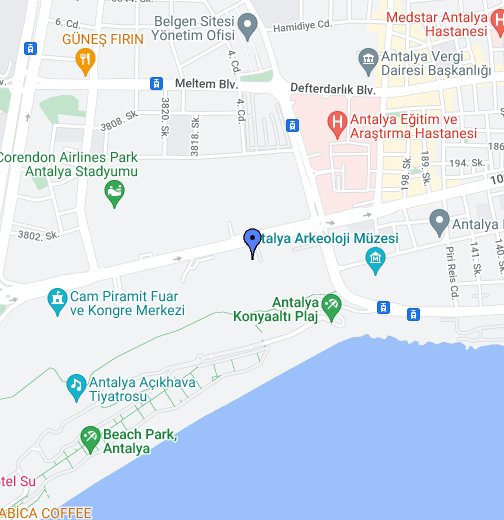 6. Cd.
Belgen Sitesi
Yönetim Ofisi
Hamidiye Cd.
Medstar Antalya
Hastanesi
GÜNEŞ FIRIN
4. Cd.
Antalya Vergi
Dairesi Başkanlığı
Meltem Blv.
4. Cd.
Defterdarlık Blv.
3808. Sk.
3820. Sk.
3818. Sk.
Antalya Eğitim ve
Araştırma Hastanesi
Corendon Airlines Park
Antalya Stadyumu
194. Sk.
189. Sk.
198. Sk.
10
3802. Sk.
Antalya
talya Arkeoloji Müzesi
Piri Reis Cd.
141. Sk.
14
Cam Piramit Fuar
ve Kongre Merkezi
Antalya
Konyaaltı Plaj
Antalya Açıkhava
Tiyatrosu
Beach Park,
Antalya
tel Su
ABICA COFFEE